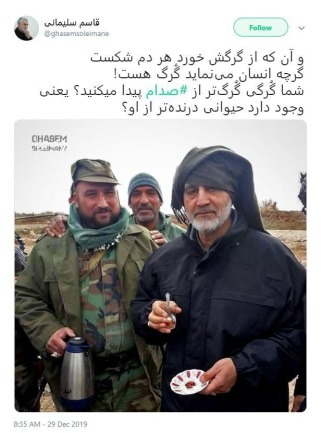 قاسم سلیمانی
@ghasemsoleimane
Follow
و آن که از گرگش خورد هر دم شکست
گرچه انسان می‌نماید گرگ هست!
شما گرگی گرگ‌تر از #صدام پیدا میکنید؟ یعنی
وجود دارد حیوانی درنده‌تر از او؟
GHASEM
8:35 AM - 29 Dec 2019